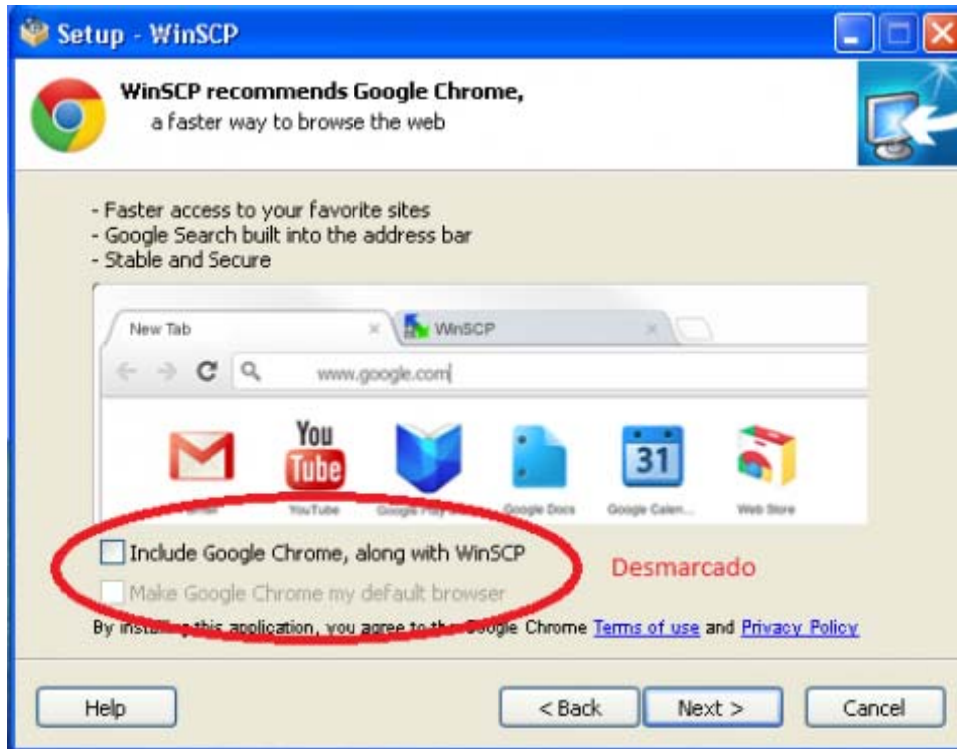 Setup - WinSCP
WinSCP recommends Google Chrome,
a faster way to browse the web
- Faster access to your favorite sites
- Google Search built into the address bar
- Stable and Secure
New Tab
WinSCP
www.google.com
You
Tube
31
YouTube
Google Play
Google Docs
Google Calen...
Web Store
Include Google Chrome, along with WinSCP
Desmarcado
Make Google Chrome my default browser
By installing this application, you agree to the Google Chrome Terms of use and Privacy Policy
Help
< Back
Next >
Cancel